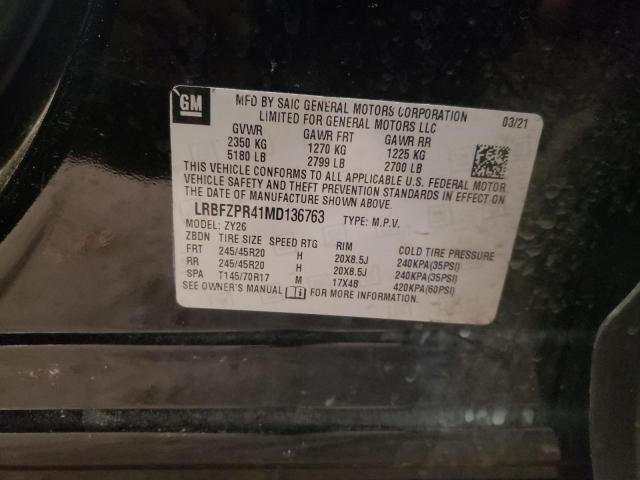 GM
MFD BY SAIC GENERAL MOTORS CORPORATION
LIMITED FOR GENERAL MOTORS LLC
03/21
GVWR GAWR FRT GAWR RR
2350 KG 1270 KG 1225 KG
5180 LB 2799 LB 2700 LB
THIS VEHICLE CONFORMS TO ALL APPLICABLE U.S. FEDERAL MOTOR
VEHICLE SAFETY AND THEFT PREVENTION STANDARDS IN EFFECT ON
THE DATE OF MANUFACTURE SHOWN ABOVE.
LRBFZPR41MD136763 TYPE: M.P.V.
MODEL: ZY26
ZBDN TIRE SIZE SPEED RTG RIM COLD TIRE PRESSURE
FRT 245/45R20 H 20X8.5J 240KPA(35PSI)
RR 245/45R20 H 20X8.5J 240KPA(35PSI)
SPA T145/70R17 M 17X4B 420KPA(60PSI)
SEE OWNER'S MANUAL FOR MORE INFORMATION.